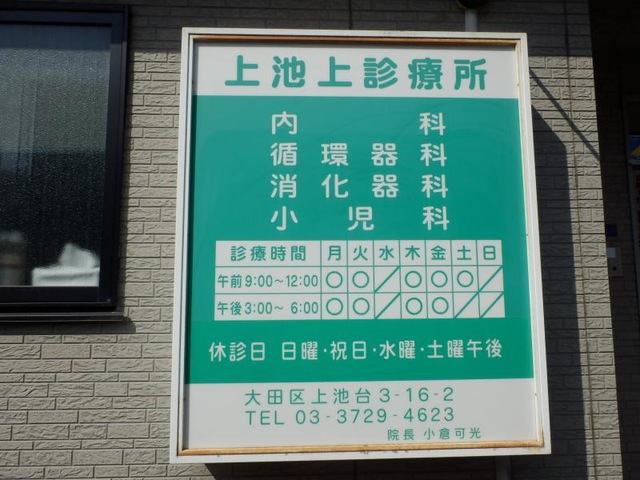 上池上診療所
内科
循環器科
消化器科
小児科
診療時間 月 火 水 木 金 土 日
午前 9:00～12:00 ○ ○ ／ ○ ○ ○ ／
午後 3:00～ 6:00 ○ ○ ／ ○ ○ ／ ／
休診日 日曜・祝日・水曜・土曜午後
大田区上池台3-16-2
TEL 03-3729-4623
院長 小倉可光